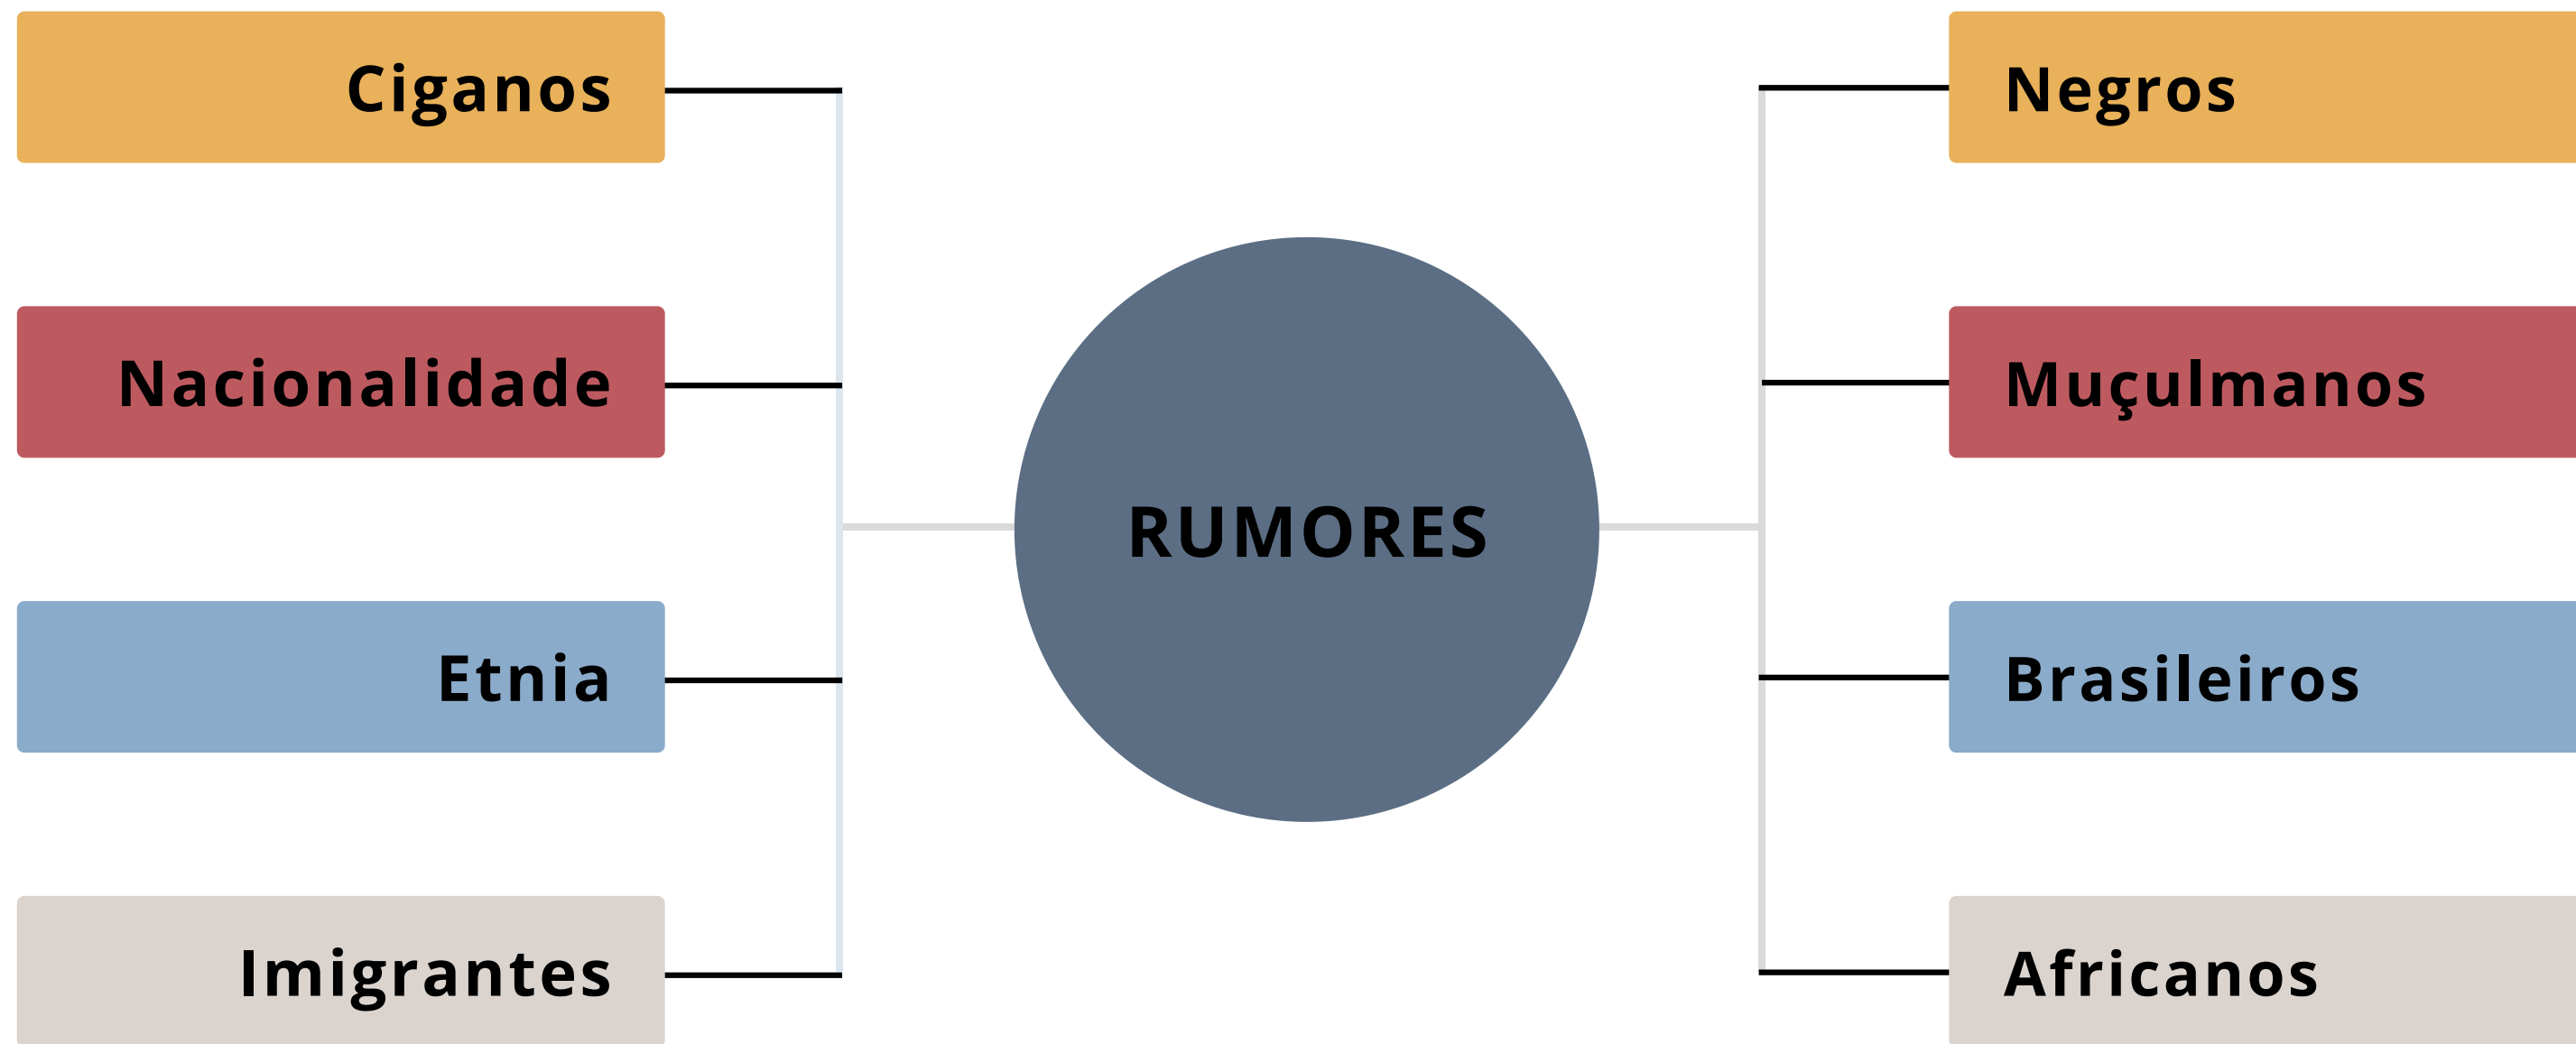 Ciganos
Nacionalidade
Etnia
Imigrantes
RUMORES
Negros
Muçulmanos
Brasileiros
Africanos